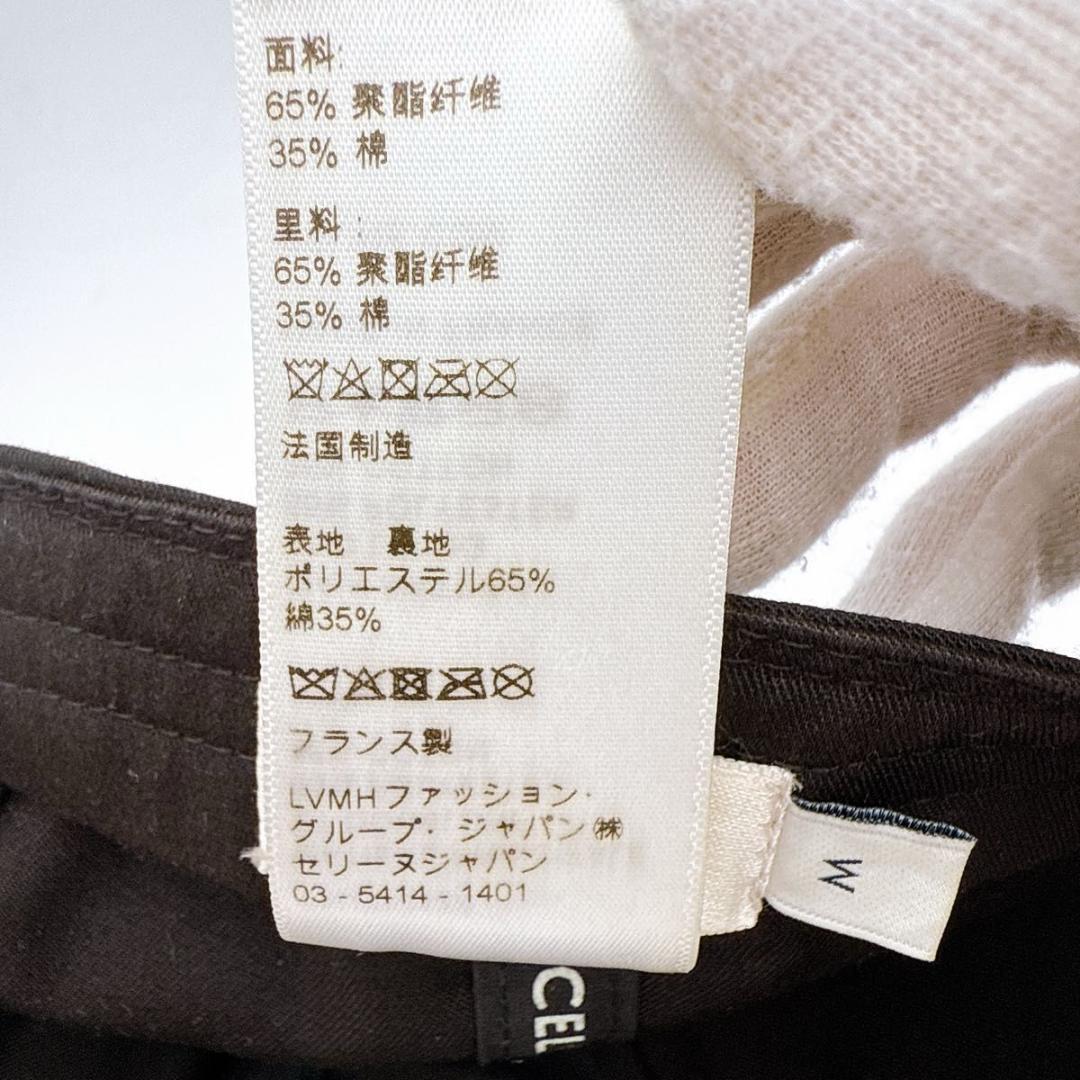 面料:
65% 聚酯纤维
35% 棉
里料:
65% 聚酯纤维
35% 棉
法国制造
表地 裏地
ポリエステル65%
綿35%
フランス製
LVMHファッション・
グループ・ジャパン㈱
セリーヌジャパン
03 - 5414 - 1401
M
CEL